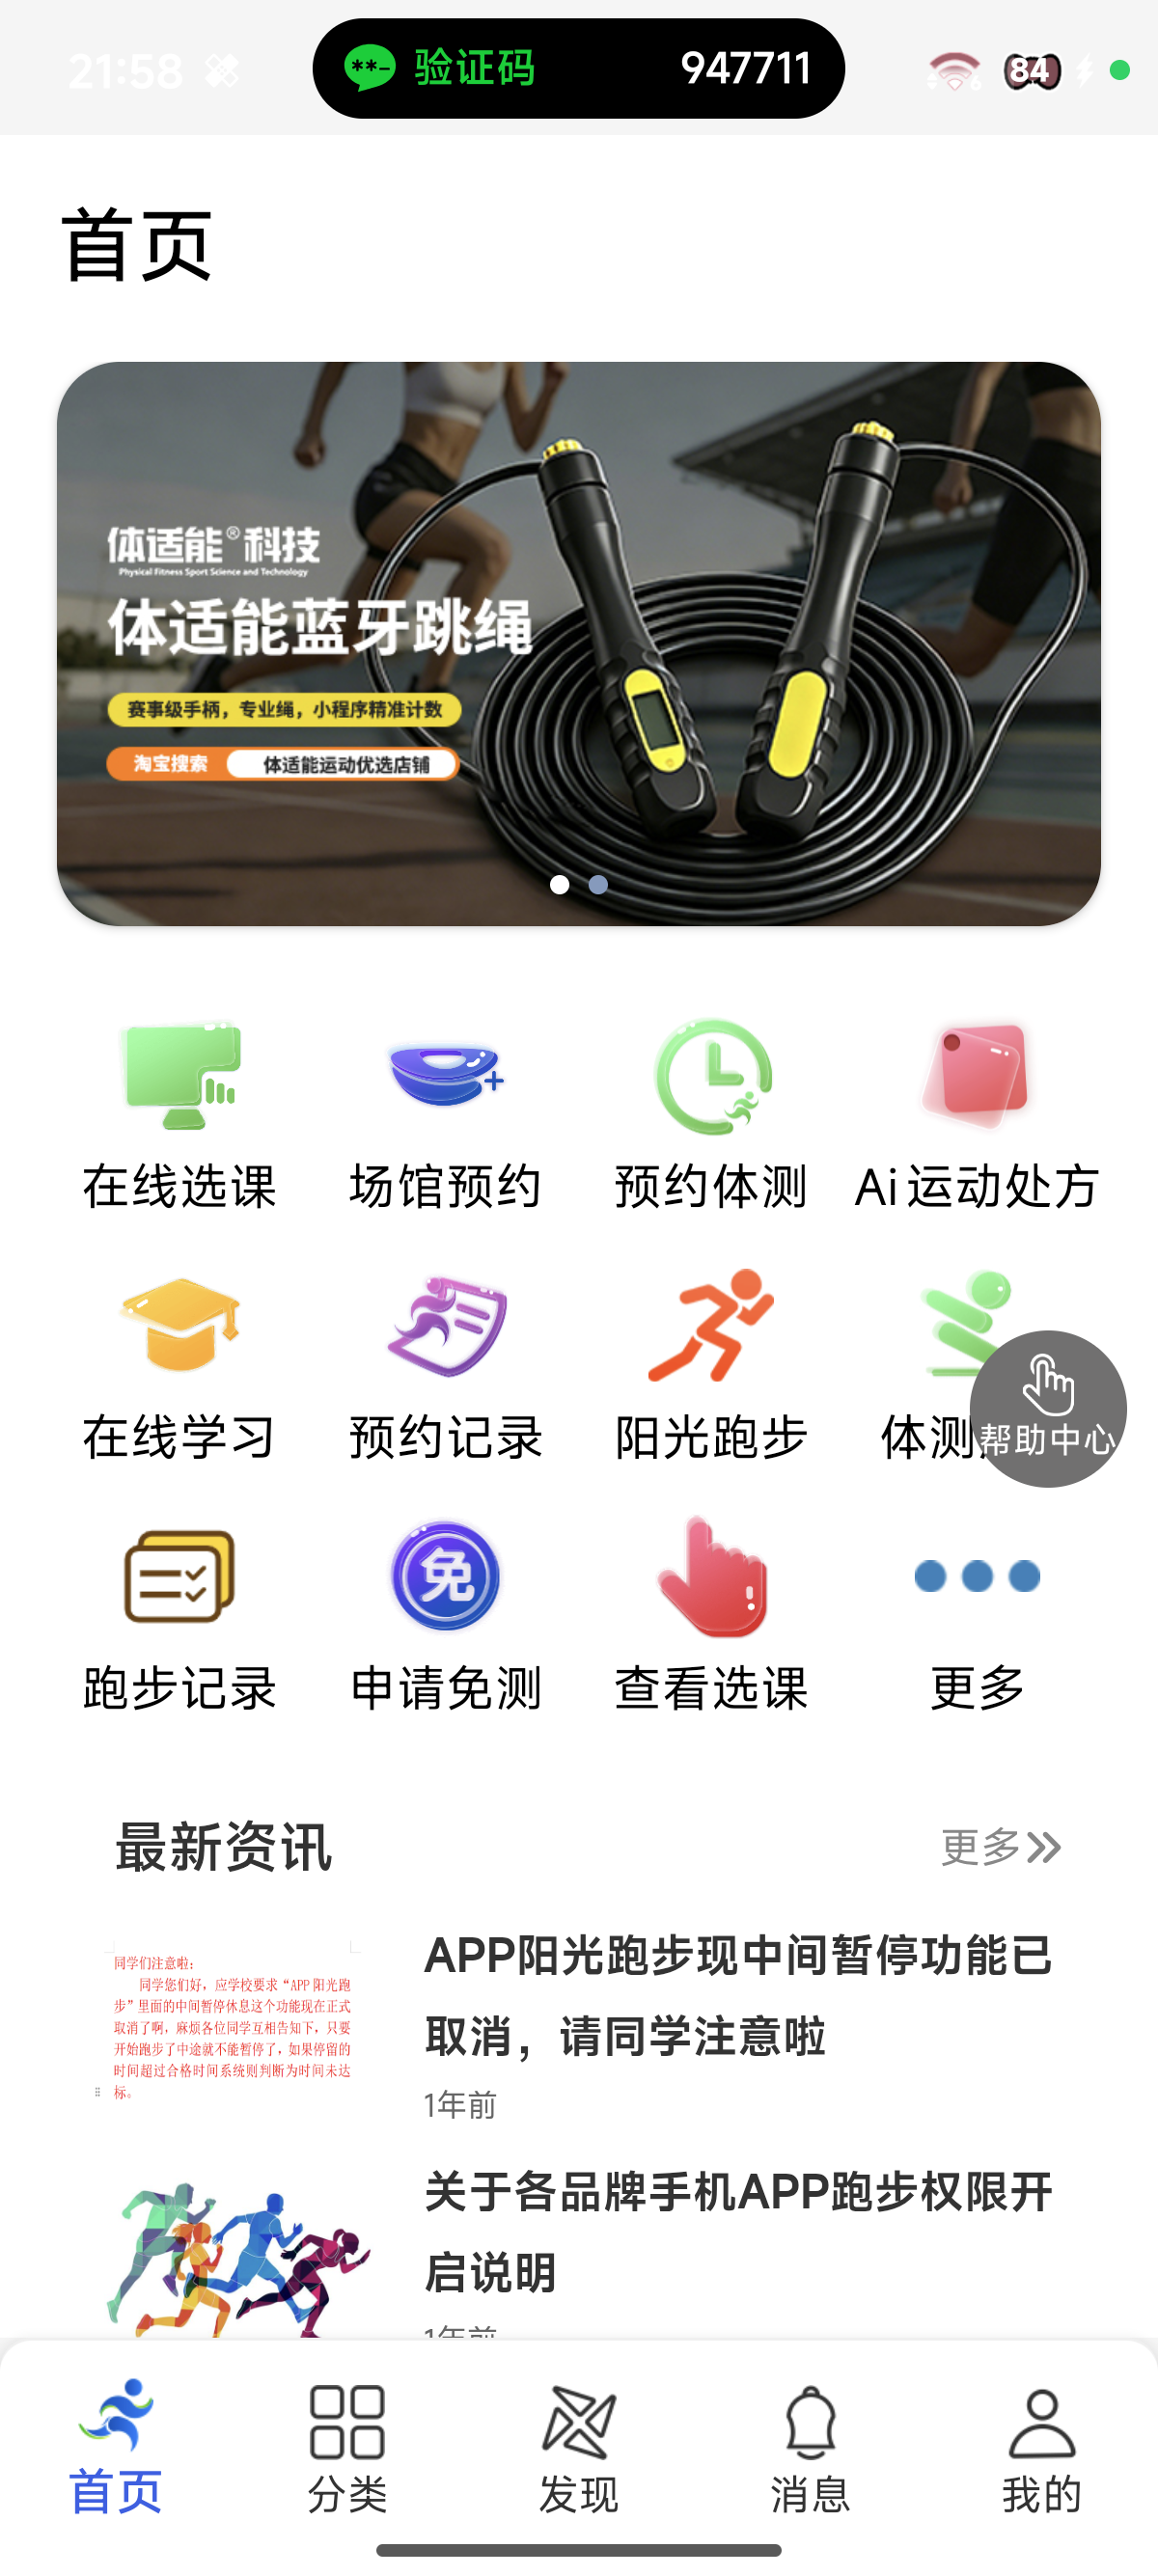 21:58
验证码 947711
84
首页
体适能®科技
Physical Fitness Sport Science and Technology
体适能蓝牙跳绳
赛事级手柄，专业绳，小程序精准计数
淘宝搜索 体适能运动优选店铺
在线选课 场馆预约 预约体测 Ai运动处方
在线学习 预约记录 阳光跑步 体测
帮助中心
免
跑步记录 申请免测 查看选课 更多
最新资讯 更多
同学们注意啦：
同学您们好，应学校要求“APP 阳光跑
步”里面的中间暂停休息这个功能现在正式
取消了啊，麻烦各位同学互相告知下，只要
开始跑步了中途就不能暂停了，如果停留的
时间超过合格时间系统则判断为时间未达
标。
APP阳光跑步现中间暂停功能已
取消，请同学注意啦
1年前
关于各品牌手机APP跑步权限开
启说明
1年前
首页 分类 发现 消息 我的